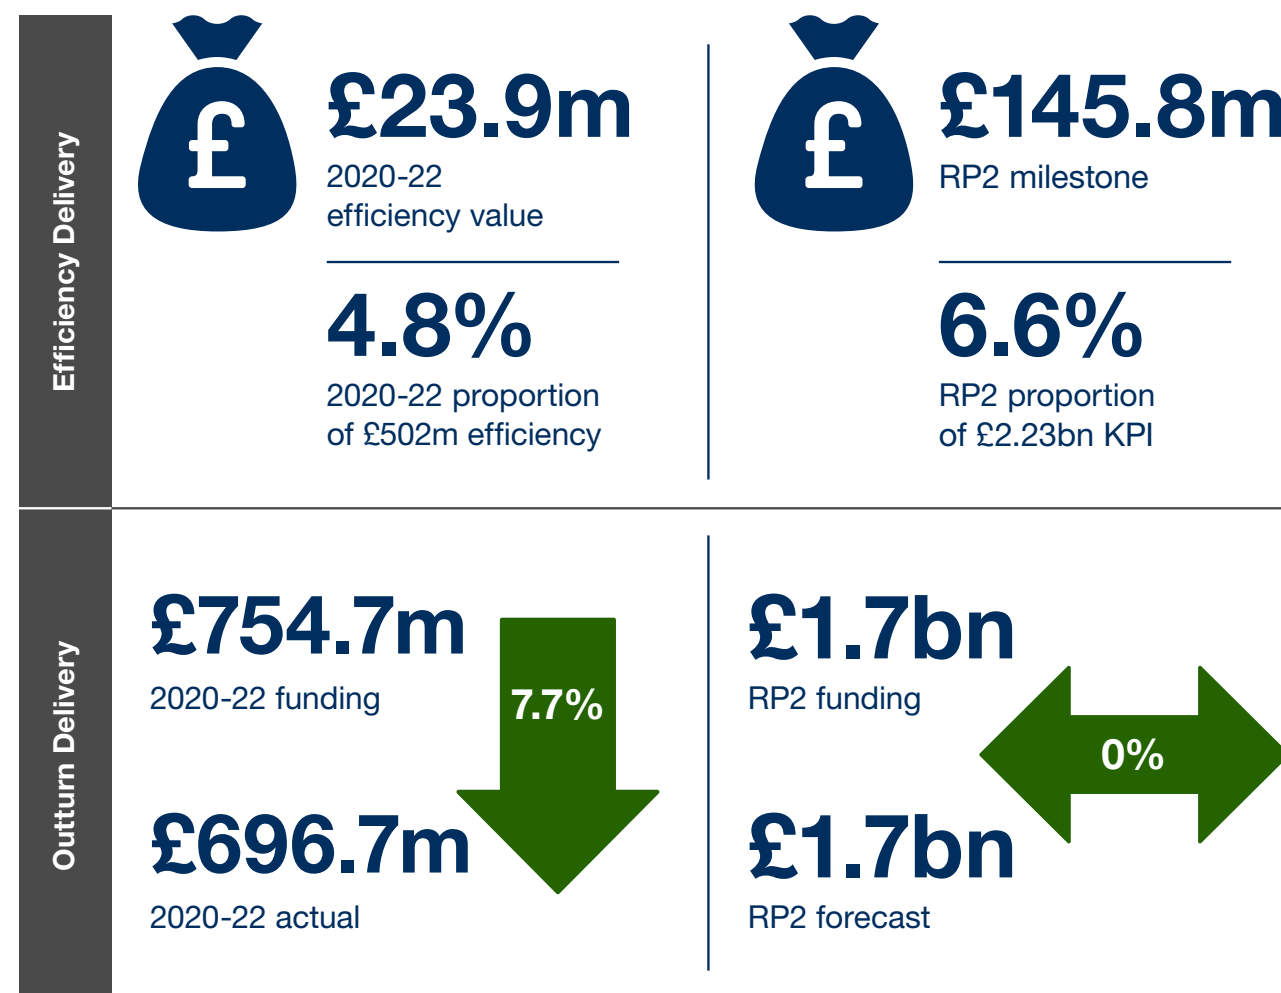 Efficiency Delivery
£
£23.9m
2020-22
efficiency value
4.8%
2020-22 proportion
of £502m efficiency
£
£145.8m
RP2 milestone
6.6%
RP2 proportion
of £2.23bn KPI
Outturn Delivery
£754.7m
2020-22 funding
7.7%
£696.7m
2020-22 actual
£1.7bn
RP2 funding
0%
£1.7bn
RP2 forecast